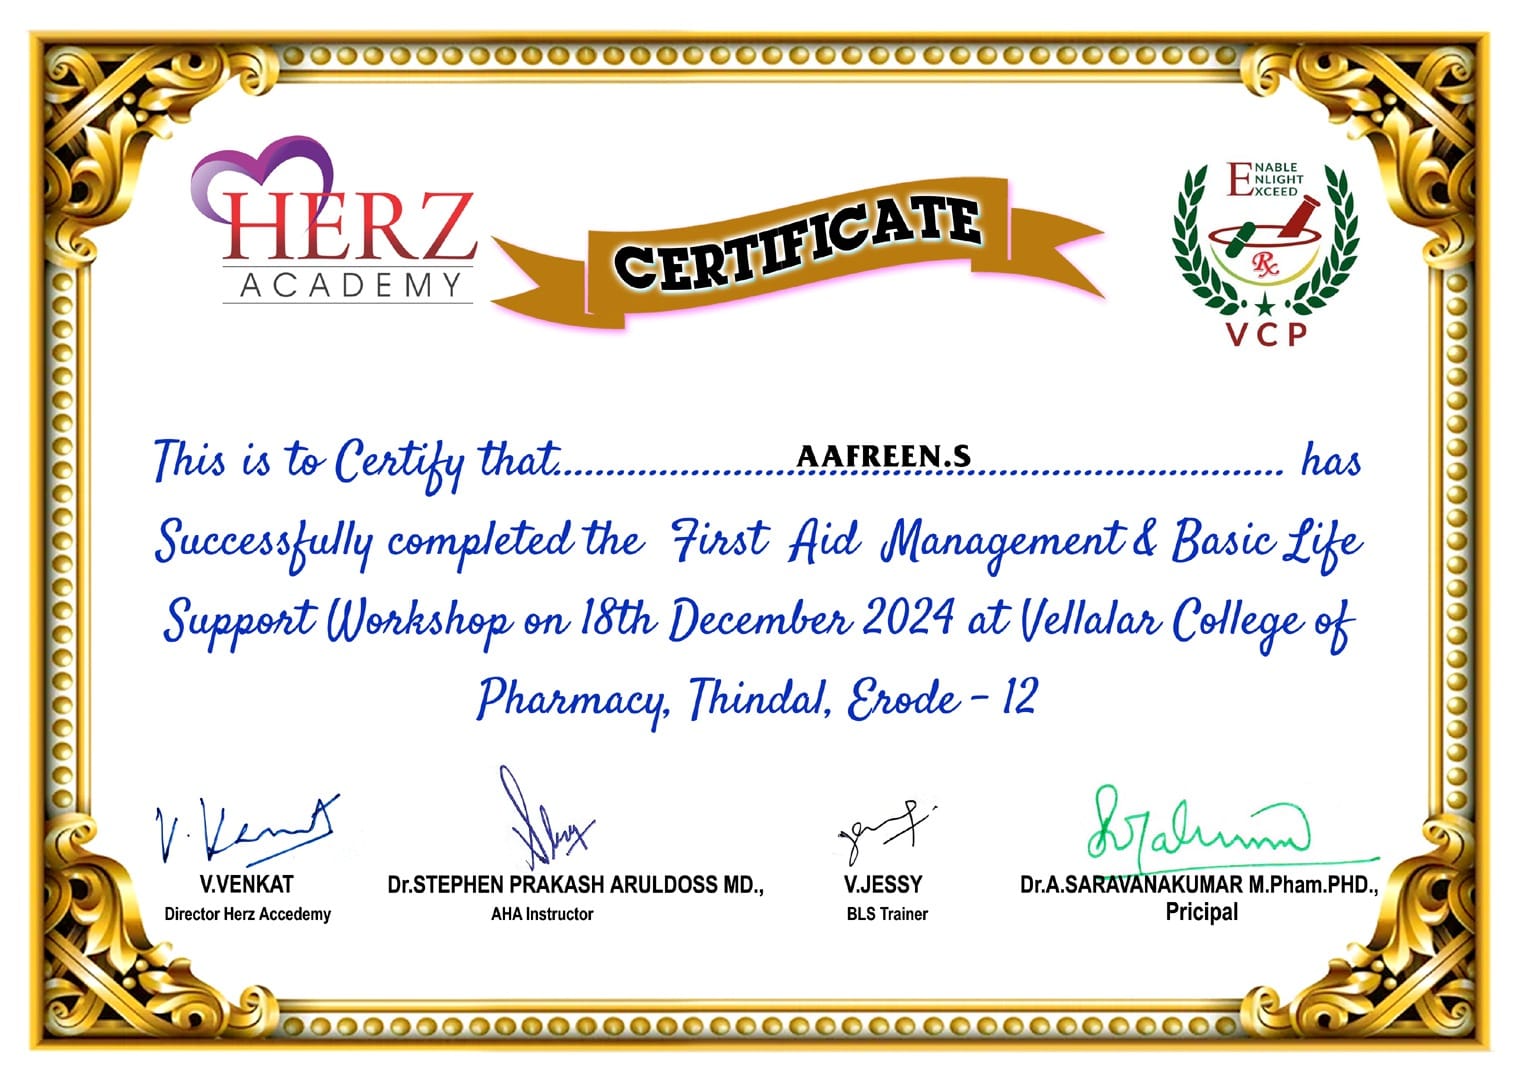 HERZ
ACADEMY
CERTIFICATE
ENABLE
ENLIGHT
EXCEED
Rx
VCP
This is to Certify that............AAFREEN.S............ has
Successfully completed the First Aid Management & Basic Life
Support Workshop on 18th December 2024 at Vellalar College of
Pharmacy, Thindal, Erode - 12
V. Venkat
V.VENKAT
Director Herz Accedemy
Dr.STEPHEN PRAKASH ARULDOSS MD.,
AHA Instructor
V.JESSY
BLS Trainer
Dr.A.SARAVANAKUMAR M.Pham.PHD.,
Pricipal